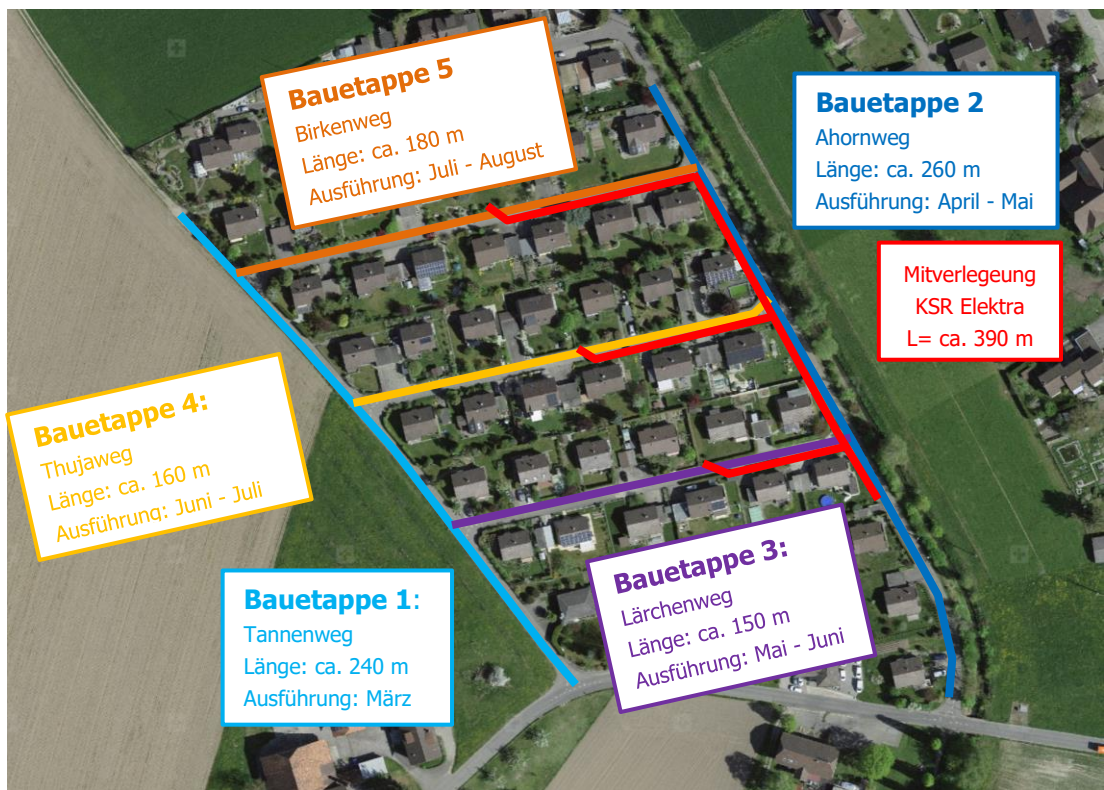 Bauetappe 5
Birkenweg
Länge: ca. 180 m
Ausführung: Juli - August
Bauetappe 2
Ahornweg
Länge: ca. 260 m
Ausführung: April - Mai
Mitverlegeung
KSR Elektra
L= ca. 390 m
Bauetappe 4:
Thujaweg
Länge: ca. 160 m
Ausführung: Juni - Juli
Bauetappe 3:
Lärchenweg
Länge: ca. 150 m
Ausführung: Mai - Juni
Bauetappe 1:
Tannenweg
Länge: ca. 240 m
Ausführung: März